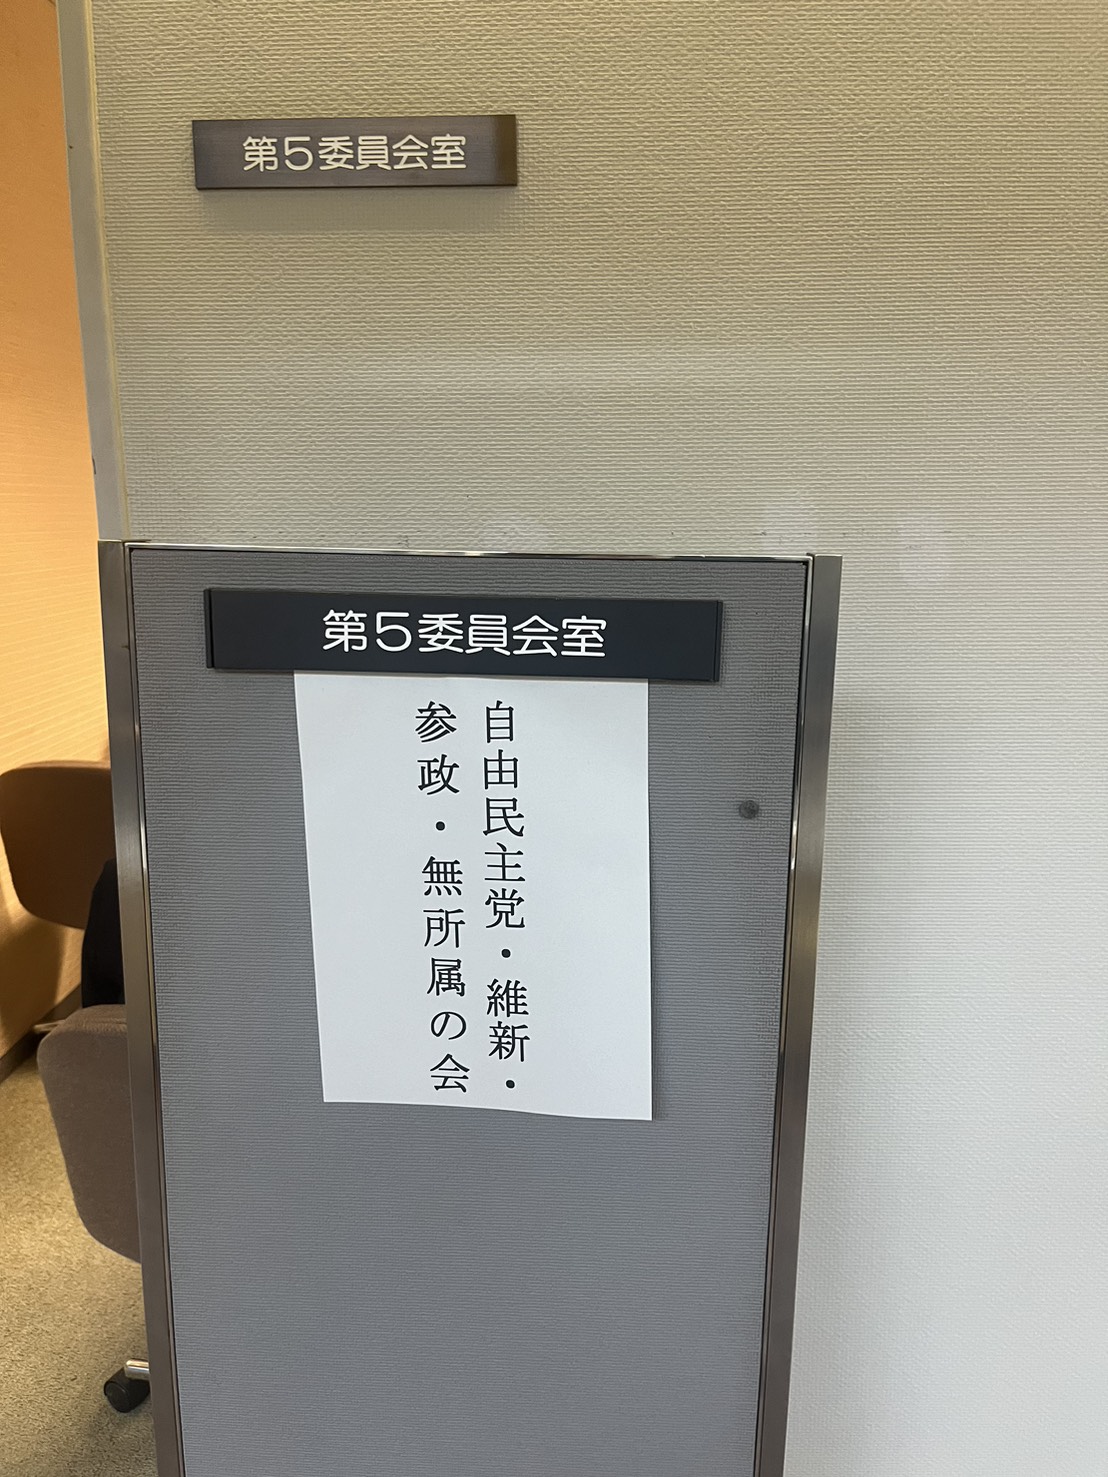 第5委員会室
第5委員会室
自由民主党・維新・
参政・無所属の会